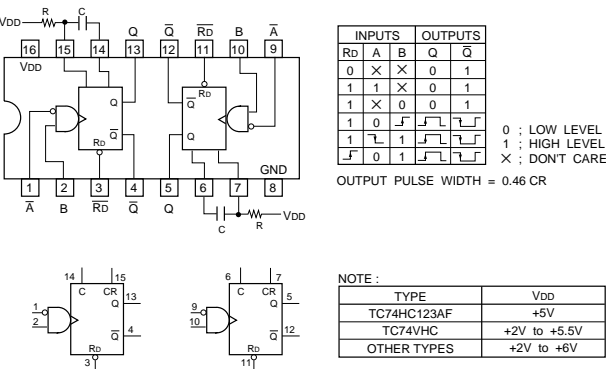 VDD R C
Q Q̅ R̅D̅ B A̅
16 15 14 13 12 11 10 9
VDD
RD
Q Q̅
Q̅ Q
RD
GND
1 2 3 4 5 6 7 8
A̅ B R̅D̅ Q̅ Q
C R VDD
INPUTS OUTPUTS
RD A B Q Q̅
0 × × 0 1
1 1 × 0 1
1 × 0 0 1
1 0
1 1
0 1
0 ; LOW LEVEL
1 ; HIGH LEVEL
× ; DON'T CARE
OUTPUT PULSE WIDTH = 0.46 CR
14 15
C CR
Q 13
1
2
Q̅ 4
RD
3
6 7
C CR
Q 5
9
10
Q̅ 12
RD
11
NOTE :
TYPE VDD
TC74HC123AF +5V
TC74VHC +2V to +5.5V
OTHER TYPES +2V to +6V